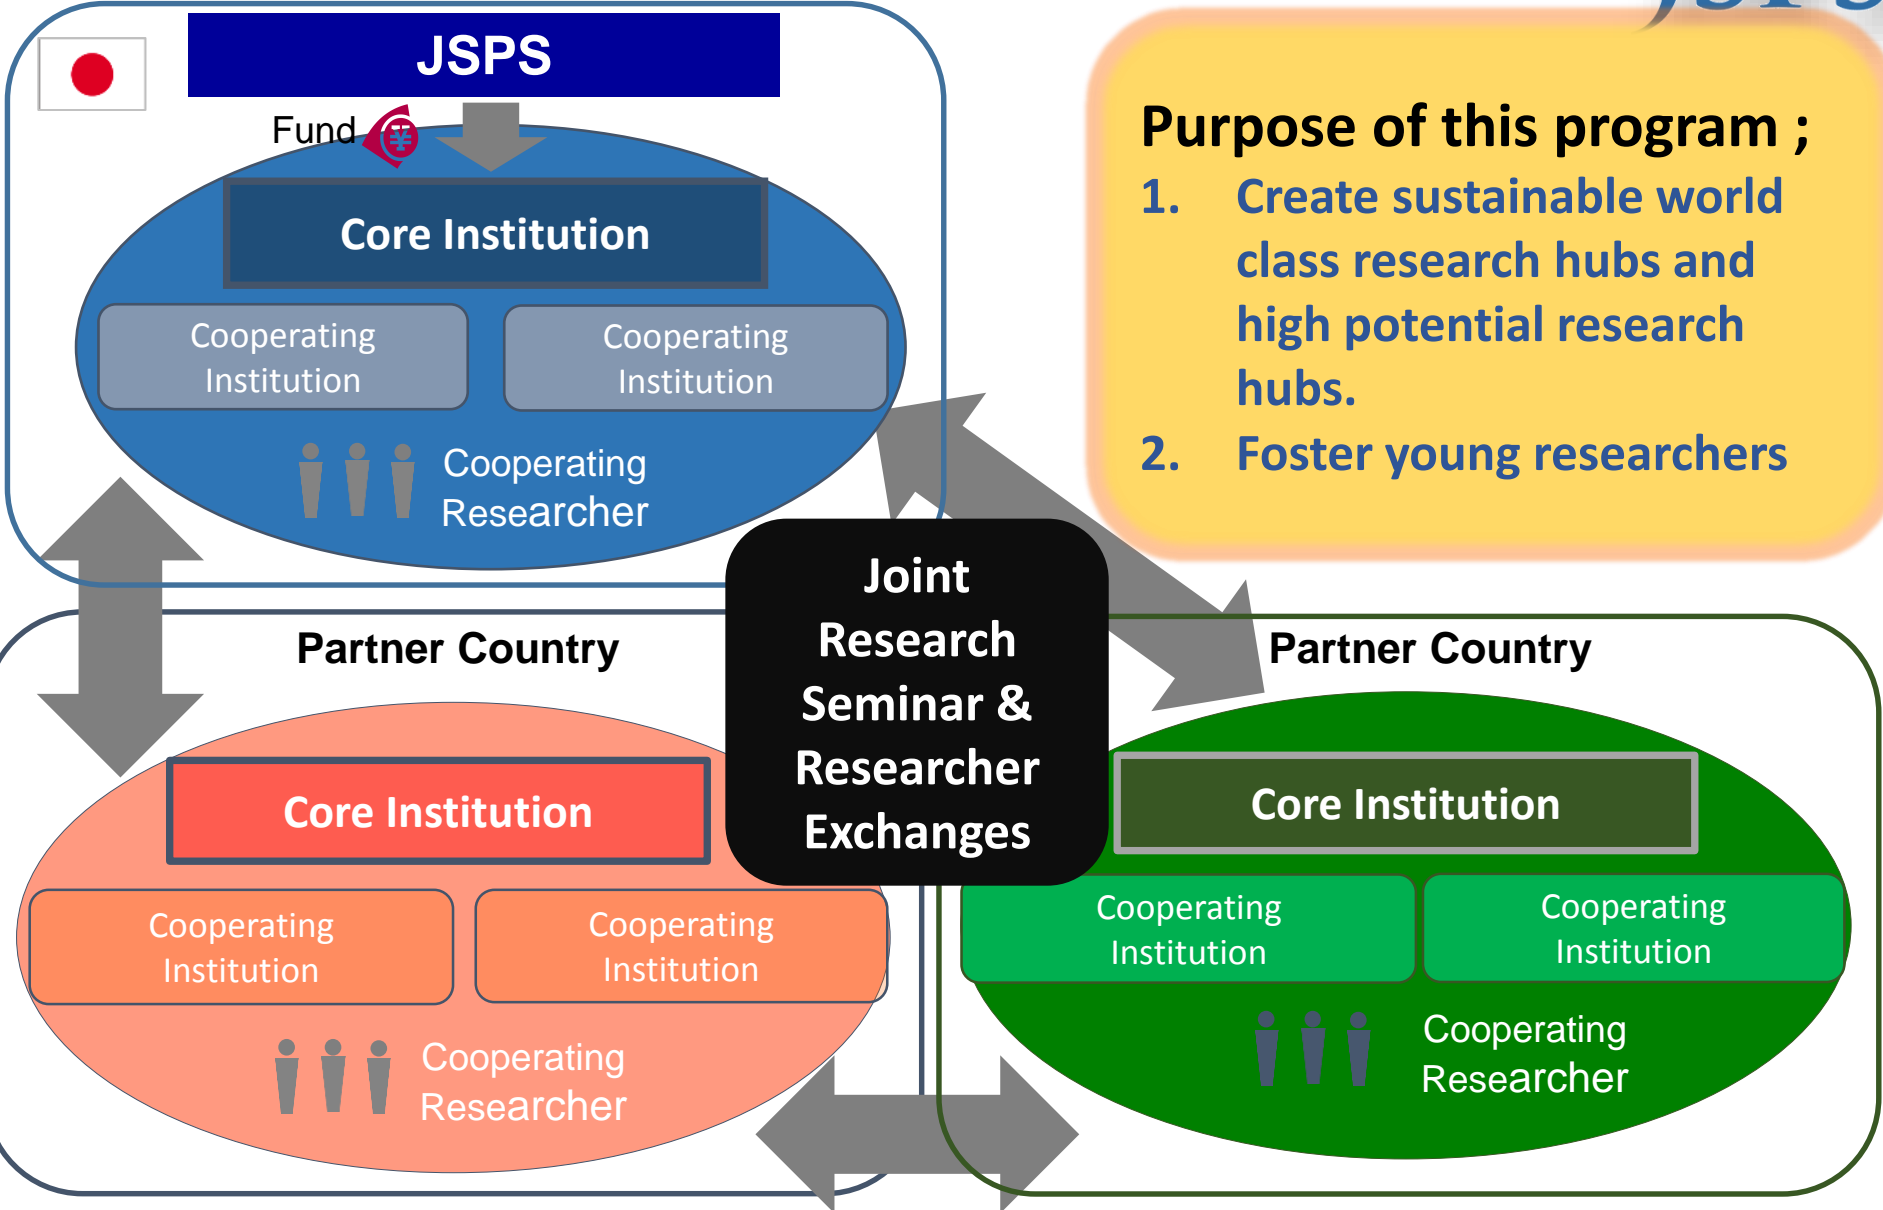 JSPS
Fund
¥
Core Institution
Cooperating
Institution
Cooperating
Institution
Cooperating
Researcher
Purpose of this program ;
1. Create sustainable world
class research hubs and
high potential research
hubs.
2. Foster young researchers
Joint
Research
Seminar &
Researcher
Exchanges
Partner Country
Core Institution
Cooperating
Institution
Cooperating
Institution
Cooperating
Researcher
Partner Country
Core Institution
Cooperating
Institution
Cooperating
Institution
Cooperating
Researcher